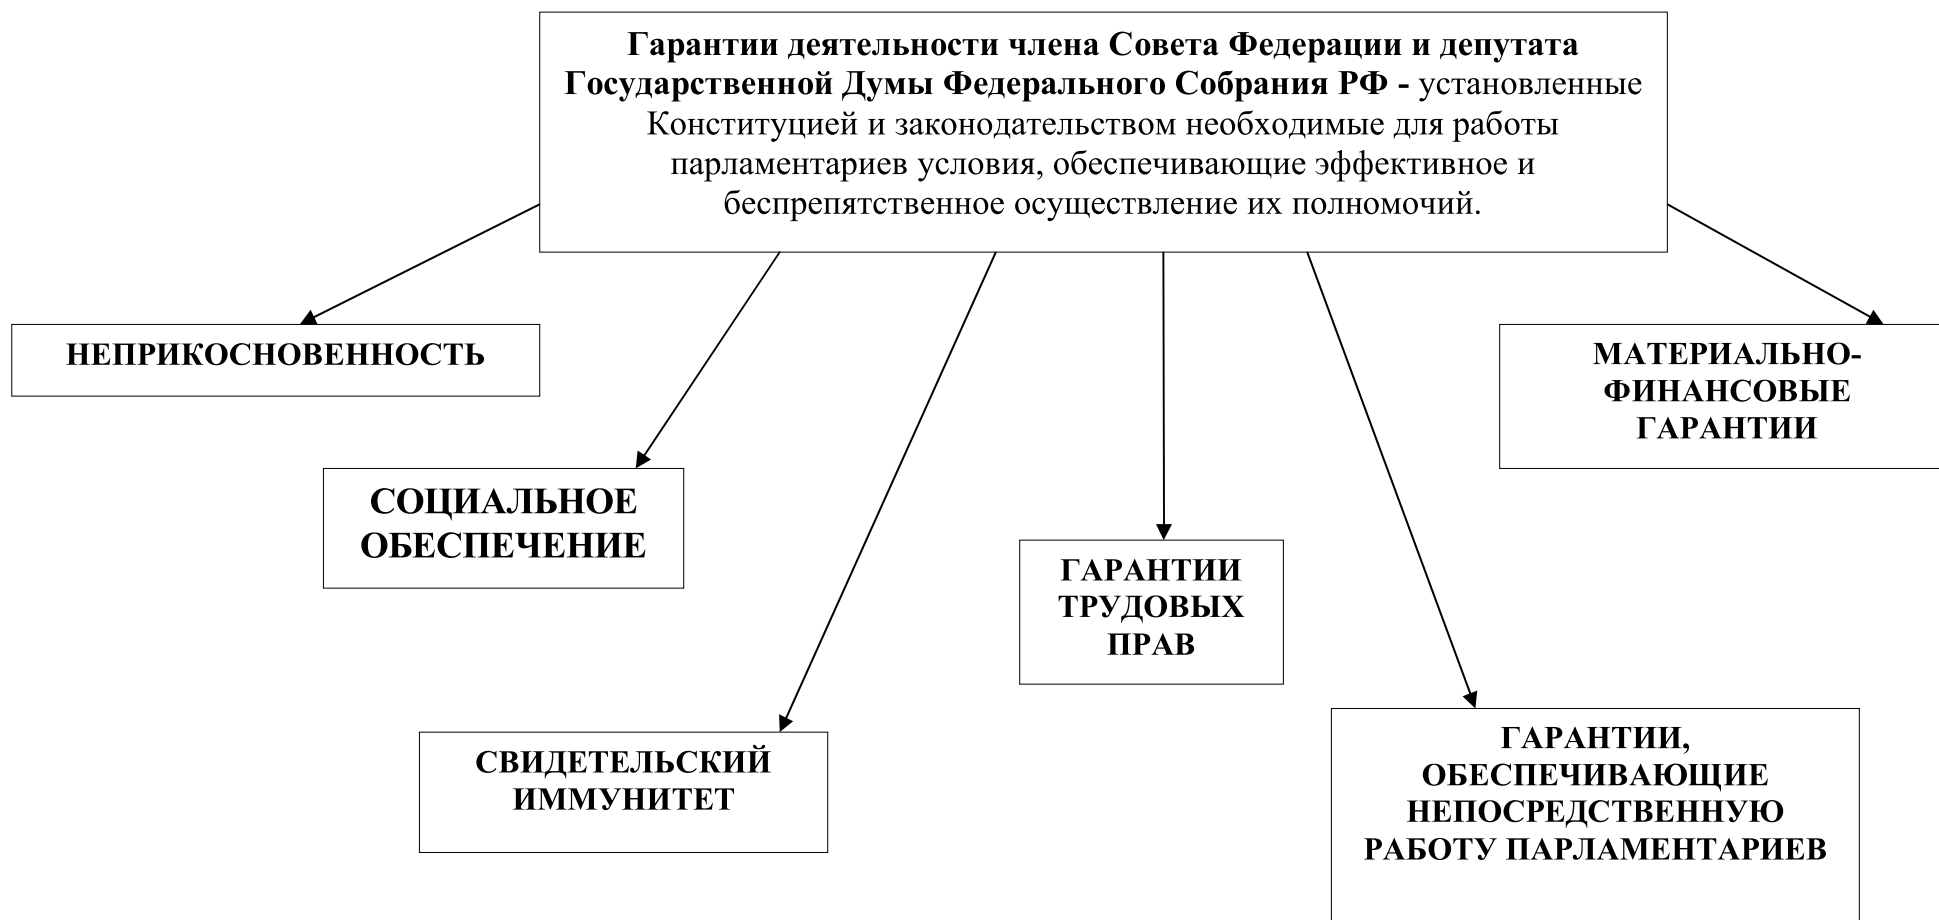 Гарантии деятельности члена Совета Федерации и депутата
Государственной Думы Федерального Собрания РФ - установленные
Конституцией и законодательством необходимые для работы
парламентариев условия, обеспечивающие эффективное и
беспрепятственное осуществление их полномочий.
НЕПРИКОСНОВЕННОСТЬ
МАТЕРИАЛЬНО-
ФИНАНСОВЫЕ
ГАРАНТИИ
СОЦИАЛЬНОЕ
ОБЕСПЕЧЕНИЕ
ГАРАНТИИ
ТРУДОВЫХ
ПРАВ
СВИДЕТЕЛЬСКИЙ
ИММУНИТЕТ
ГАРАНТИИ,
ОБЕСПЕЧИВАЮЩИЕ
НЕПОСРЕДСТВЕННУЮ
РАБОТУ ПАРЛАМЕНТАРИЕВ